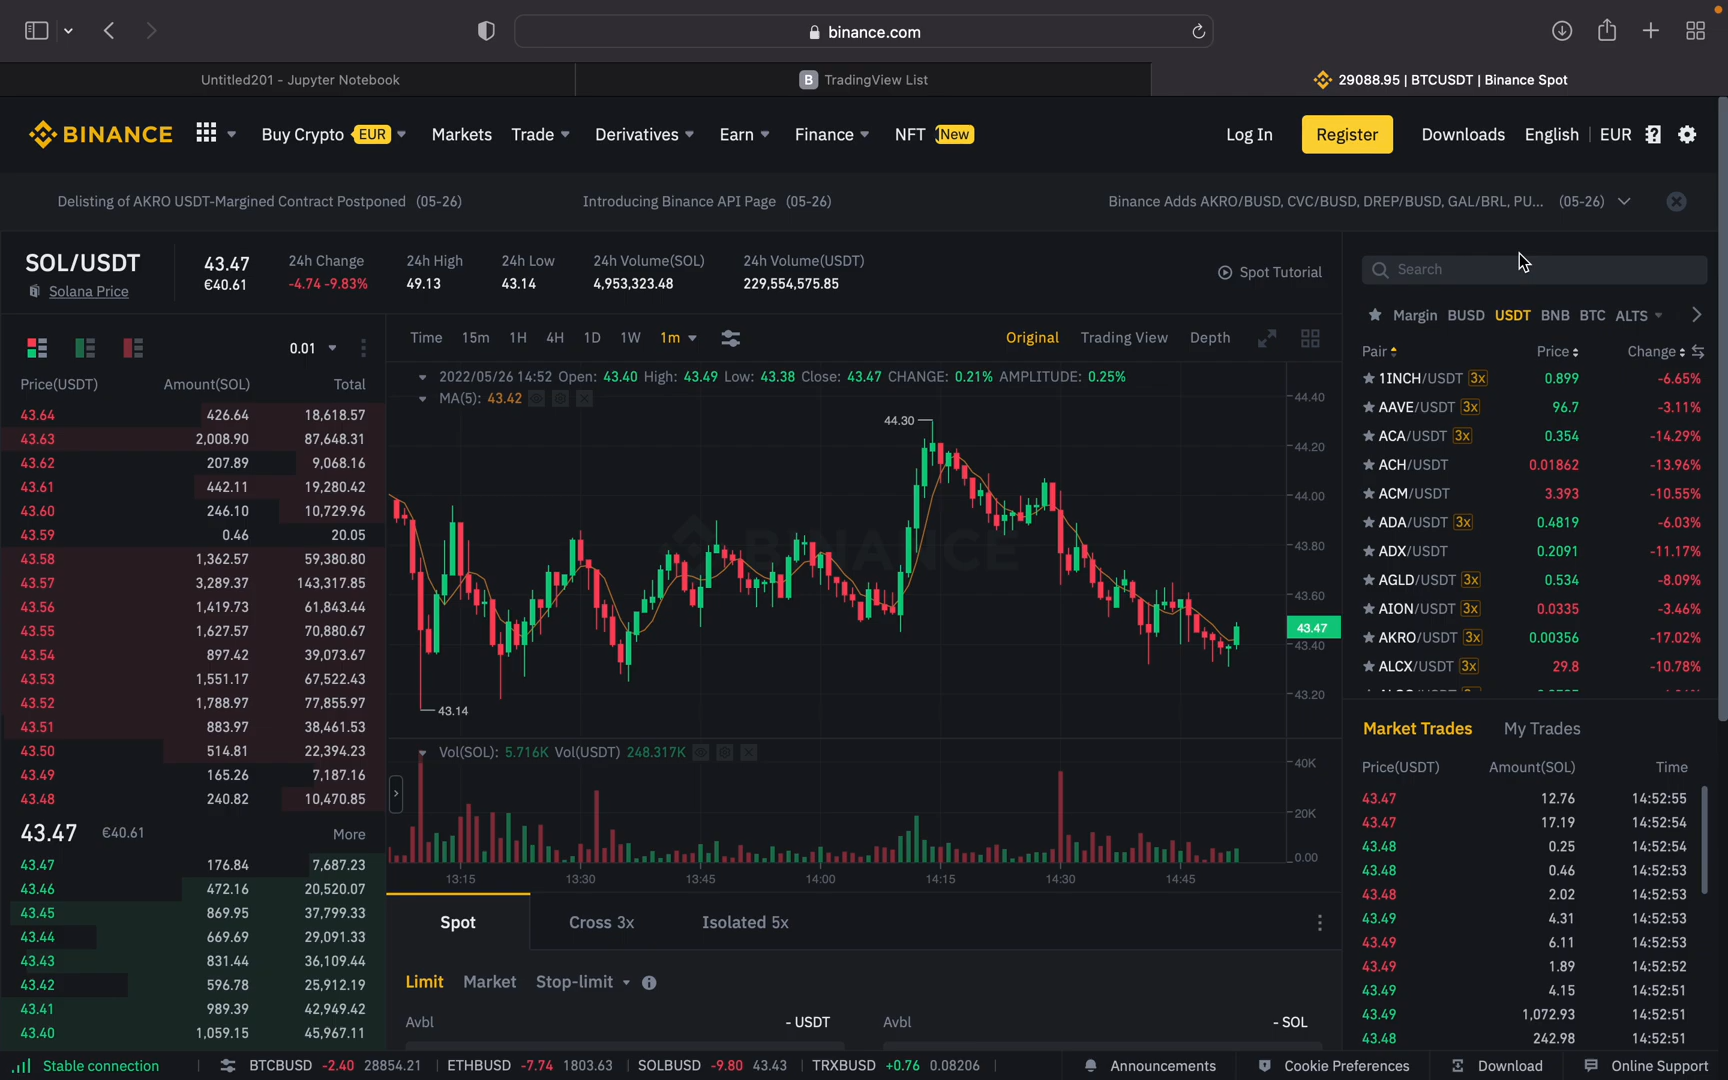 binance.com
Untitled201 - Jupyter Notebook
B TradingView List
29088.95 | BTCUSDT | Binance Spot
BINANCE
Buy Crypto EUR
Markets
Trade
Derivatives
Earn
Finance
NFT New
Log In
Register
Downloads
English
EUR
Delisting of AKRO USDT-Margined Contract Postponed (05-26)
Introducing Binance API Page (05-26)
Binance Adds AKRO/BUSD, CVC/BUSD, DREP/BUSD, GAL/BRL, PU... (05-26)
SOL/USDT
Solana Price
43.47
€40.61
24h Change
-4.74 -9.83%
24h High
49.13
24h Low
43.14
24h Volume(SOL)
4,953,323.48
24h Volume(USDT)
229,554,575.85
Spot Tutorial
0.01
Price(USDT) Amount(SOL) Total
43.64 426.64 18,618.57
43.63 2,008.90 87,648.31
43.62 207.89 9,068.16
43.61 442.11 19,280.42
43.60 246.10 10,729.96
43.59 0.46 20.05
43.58 1,362.57 59,380.80
43.57 3,289.37 143,317.85
43.56 1,419.73 61,843.44
43.55 1,627.57 70,880.67
43.54 897.42 39,073.67
43.53 1,551.17 67,522.43
43.52 1,788.97 77,855.97
43.51 883.97 38,461.53
43.50 514.81 22,394.23
43.49 165.26 7,187.16
43.48 240.82 10,470.85
43.47 €40.61 More
43.47 176.84 7,687.23
43.46 472.16 20,520.07
43.45 869.95 37,799.33
43.44 669.69 29,091.33
43.43 831.44 36,109.44
43.42 596.78 25,912.19
43.41 989.39 42,949.42
43.40 1,059.15 45,967.11
Time 15m 1H 4H 1D 1W 1m
Original Trading View Depth
2022/05/26 14:52 Open: 43.40 High: 43.49 Low: 43.38 Close: 43.47 CHANGE: 0.21% AMPLITUDE: 0.25%
MA(5): 43.42
44.30
43.14
BINANCE
44.40
44.20
44.00
43.80
43.60
43.47
43.40
43.20
Vol(SOL): 5.716K Vol(USDT) 248.317K
40K
20K
0.00
13:15 13:30 13:45 14:00 14:15 14:30 14:45
Spot Cross 3x Isolated 5x
Limit Market Stop-limit
Avbl - USDT
Avbl - SOL
Search
Margin BUSD USDT BNB BTC ALTS
Pair Price Change
1INCH/USDT 3x 0.899 -6.65%
AAVE/USDT 3x 96.7 -3.11%
ACA/USDT 3x 0.354 -14.29%
ACH/USDT 0.01862 -13.96%
ACM/USDT 3.393 -10.55%
ADA/USDT 3x 0.4819 -6.03%
ADX/USDT 0.2091 -11.17%
AGLD/USDT 3x 0.534 -8.09%
AION/USDT 3x 0.0335 -3.46%
AKRO/USDT 3x 0.00356 -17.02%
ALCX/USDT 3x 29.8 -10.78%
Market Trades My Trades
Price(USDT) Amount(SOL) Time
43.47 12.76 14:52:55
43.47 17.19 14:52:54
43.48 0.25 14:52:54
43.48 0.46 14:52:53
43.48 2.02 14:52:53
43.49 4.31 14:52:53
43.49 6.11 14:52:53
43.49 1.89 14:52:52
43.49 4.15 14:52:51
43.49 1,072.93 14:52:51
43.48 242.98 14:52:51
Stable connection
BTCBUSD -2.40 28854.21
ETHBUSD -7.74 1803.63
SOLBUSD -9.80 43.43
TRXBUSD +0.76 0.08206
Announcements
Cookie Preferences
Download
Online Support